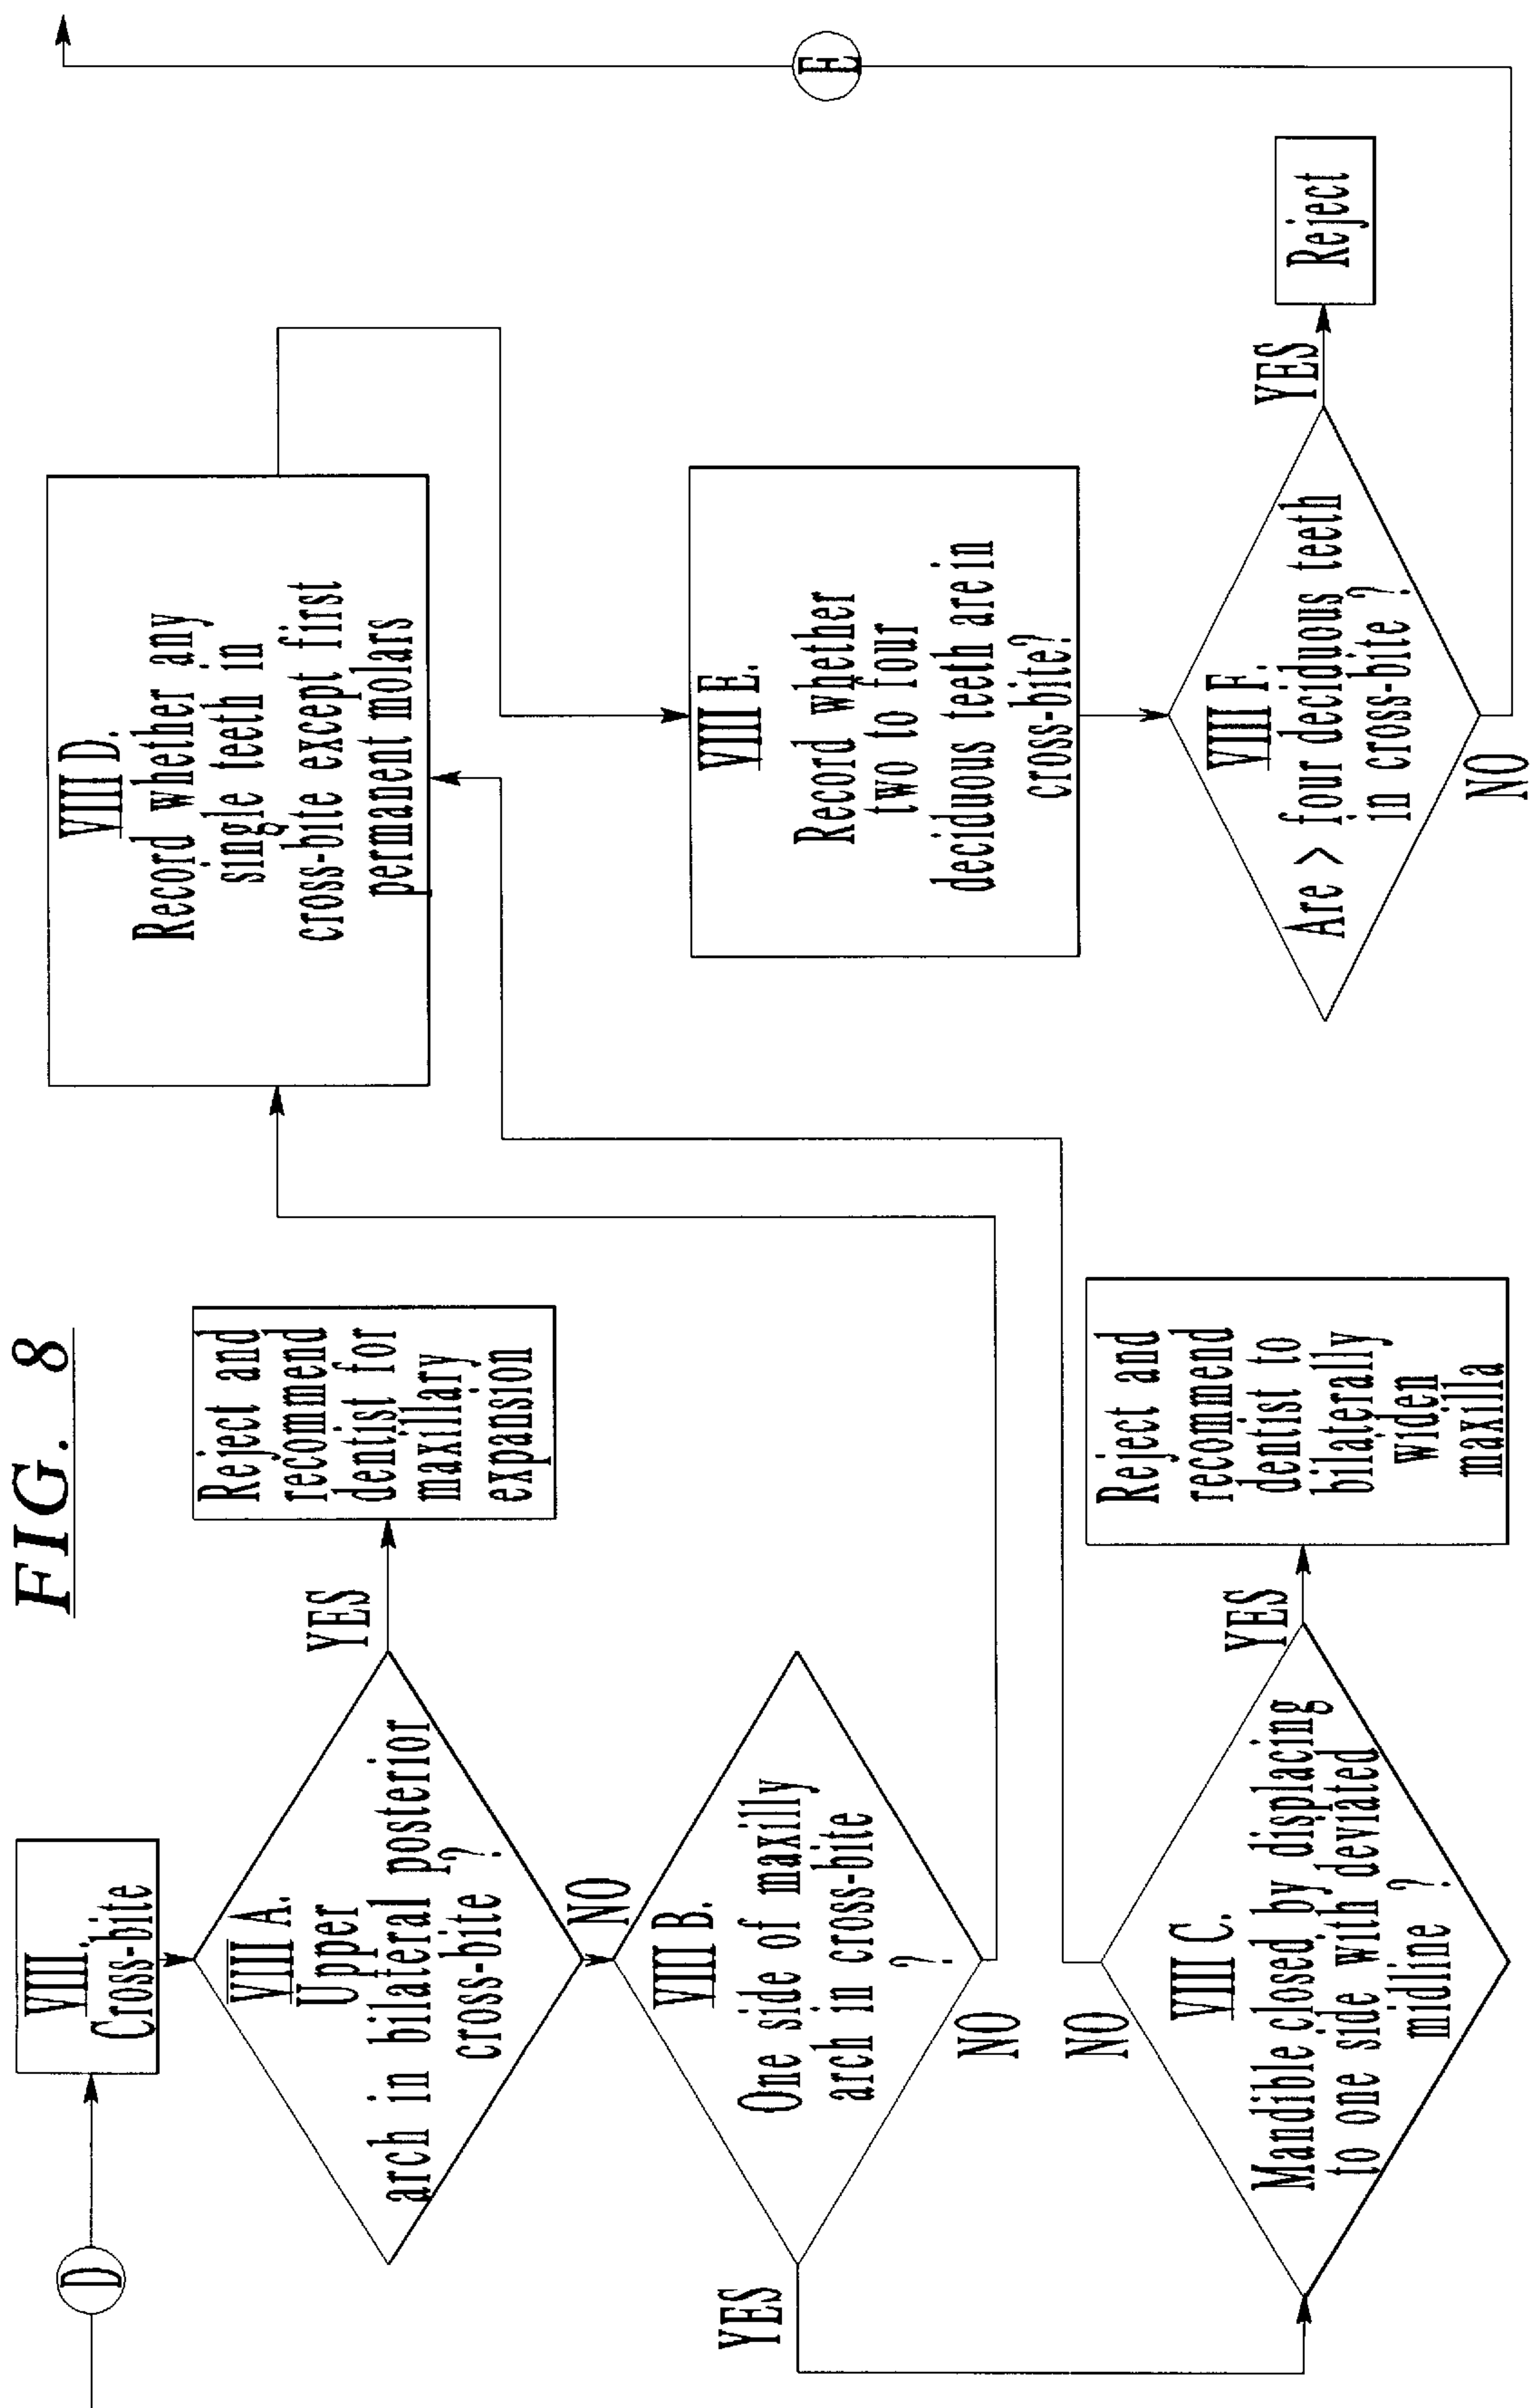 FIG. 8
D
VIII.
Cross-bite
VIII A.
Upper
arch in bilateral posterior
cross-bite ?
YES
Reject and
recommend
dentist for
maxillary
expansion
NO
VIII B.
One side of maxilly
arch in cross-bite
?
YES
NO
VIII C.
Mandible closed by displacing
to one side with deviated
midline ?
YES
Reject and
recommend
dentist to
bilaterally
widen
maxilla
NO
VIII D.
Record whether any
single teeth in
cross-bite except first
permanent molars
VIII E.
Record whether
two to four
deciduous teeth are in
cross-bite?
VIII F.
Are > four deciduous teeth
in cross-bite ?
YES
Reject
NO
E